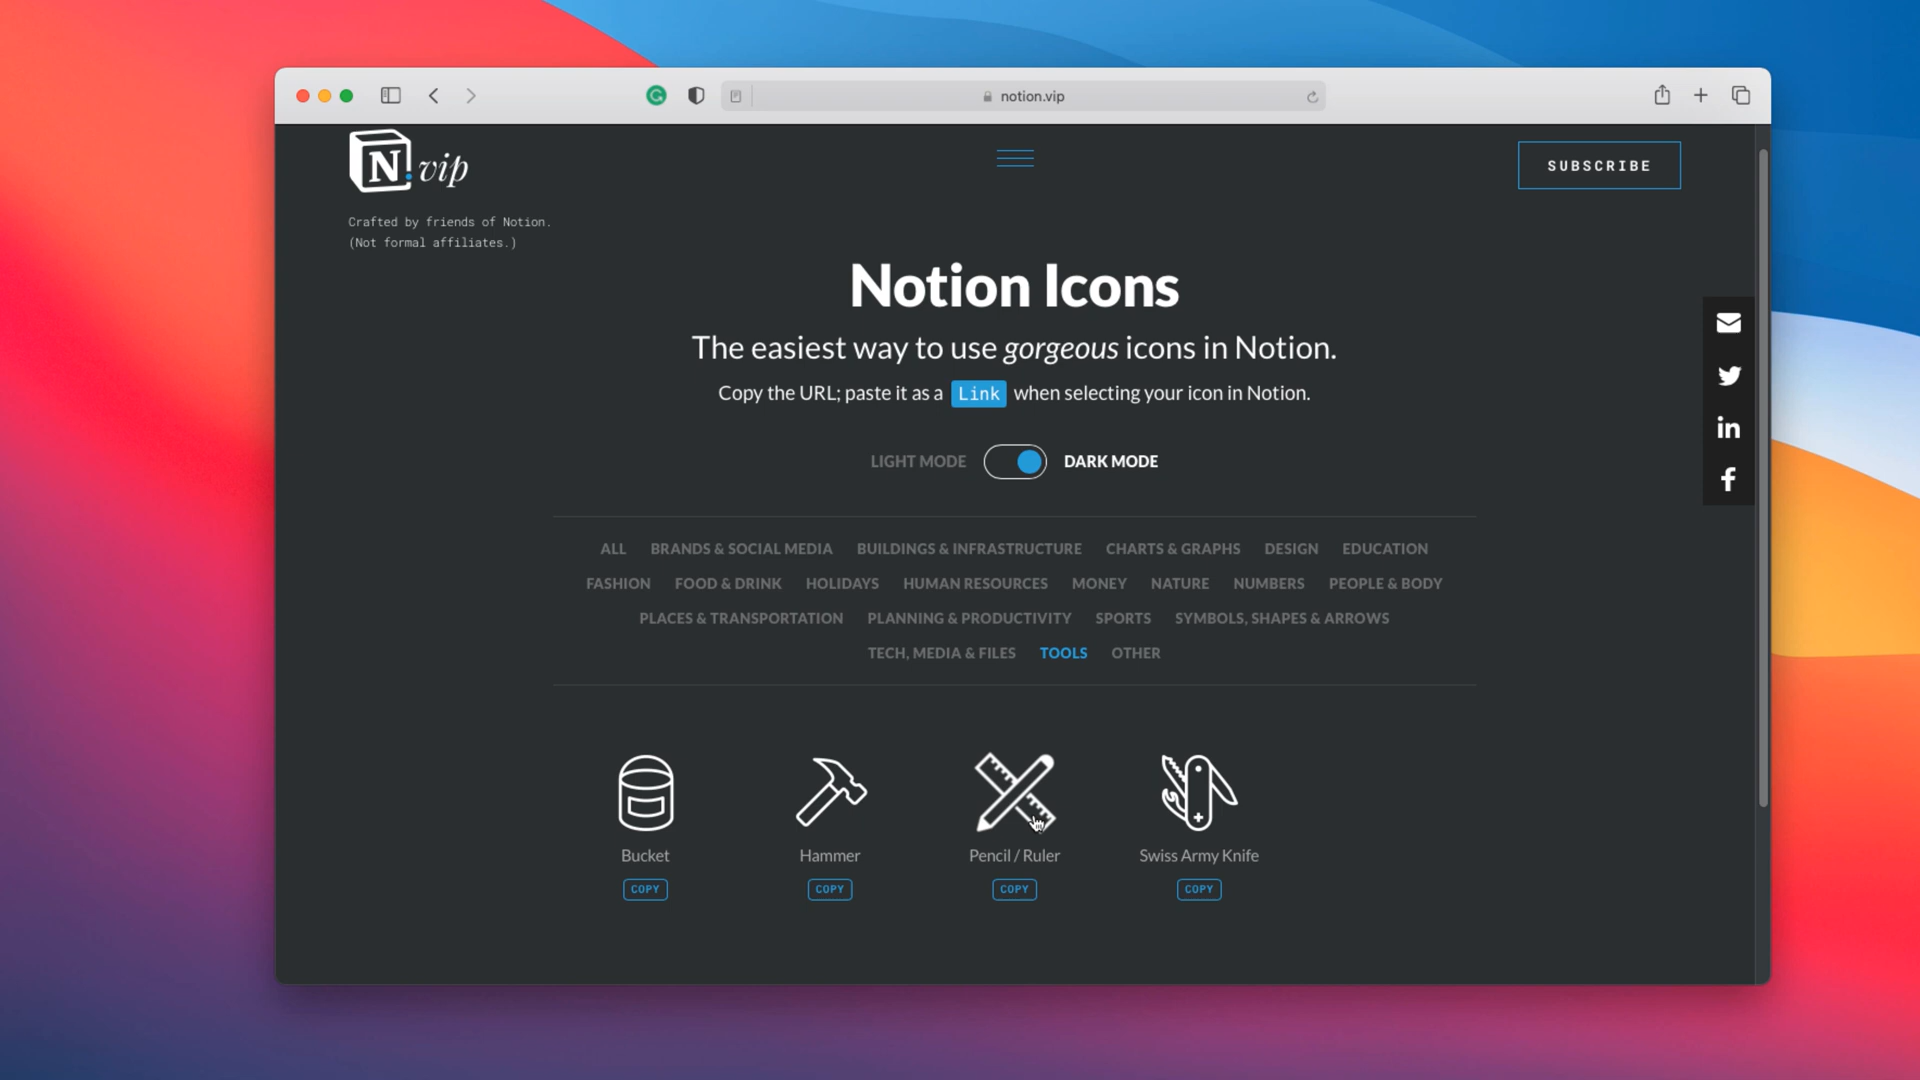 notion.vip
N.vip
SUBSCRIBE
Crafted by friends of Notion.
(Not formal affiliates.)
Notion Icons
The easiest way to use gorgeous icons in Notion.
Copy the URL; paste it as a Link when selecting your icon in Notion.
LIGHT MODE DARK MODE
ALL BRANDS & SOCIAL MEDIA BUILDINGS & INFRASTRUCTURE CHARTS & GRAPHS DESIGN EDUCATION
FASHION FOOD & DRINK HOLIDAYS HUMAN RESOURCES MONEY NATURE NUMBERS PEOPLE & BODY
PLACES & TRANSPORTATION PLANNING & PRODUCTIVITY SPORTS SYMBOLS, SHAPES & ARROWS
TECH, MEDIA & FILES TOOLS OTHER
Bucket Hammer Pencil / Ruler Swiss Army Knife
COPY COPY COPY COPY